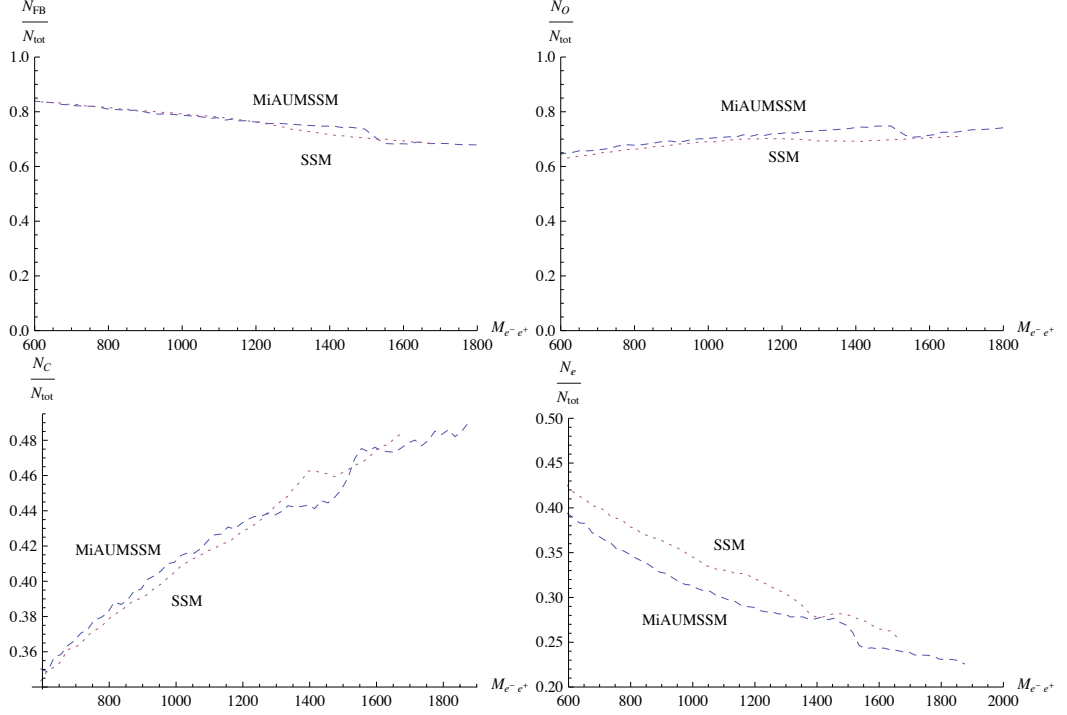 N_FB
N_tot
1.0
0.8
0.6
0.4
0.2
0.0
MiAUMSSM
SSM
600 800 1000 1200 1400 1600 1800
M_e⁻ e⁺
N_O
N_tot
1.0
0.8
0.6
0.4
0.2
0.0
MiAUMSSM
SSM
600 800 1000 1200 1400 1600 1800
M_e⁻ e⁺
N_C
N_tot
0.48
0.46
0.44
0.42
0.40
0.38
0.36
MiAUMSSM
SSM
800 1000 1200 1400 1600 1800
M_e⁻ e⁺
N_e
N_tot
0.50
0.45
0.40
0.35
0.30
0.25
0.20
SSM
MiAUMSSM
600 800 1000 1200 1400 1600 1800 2000
M_e⁻ e⁺